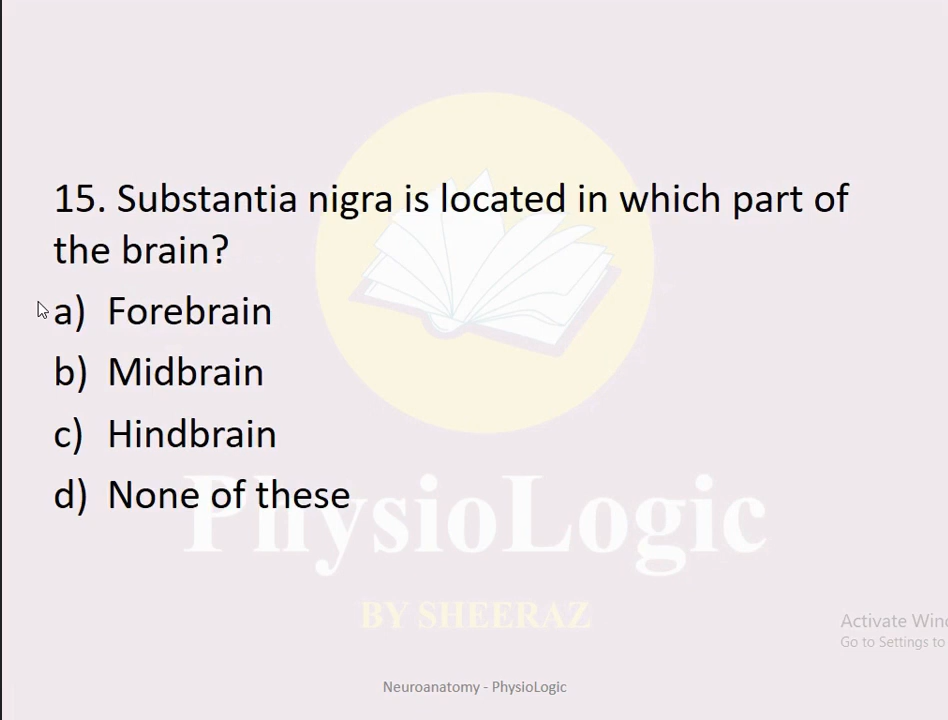 15. Substantia nigra is located in which part of
the brain?
a) Forebrain
b) Midbrain
c) Hindbrain
d) None of these
PhysioLogic
BY SHEERAZ
Activate Win
Go to Settings to
Neuroanatomy - PhysioLogic